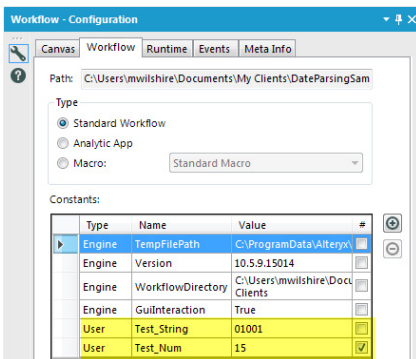 Workflow - Configuration
Canvas Workflow Runtime Events Meta Info
Path: C:\Users\mwilshire\Documents\My Clients\DateParsingSam
Type
Standard Workflow
Analytic App
Macro: Standard Macro
Constants:
Type Name Value #
Engine TempFilePath C:\ProgramData\Alteryx\
Engine Version 10.5.9.15014
Engine WorkflowDirectory C:\Users\mwilshire\Docu
Clients
Engine GuiInteraction True
User Test_String 01001
User Test_Num 15